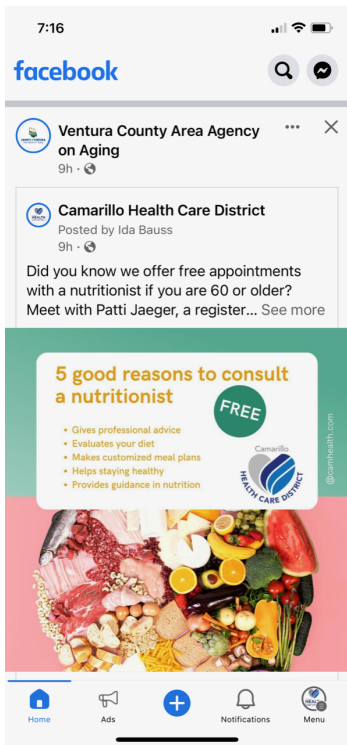 7:16
facebook
Ventura County Area Agency
on Aging
9h ·
Camarillo Health Care District
Posted by Ida Bauss
9h ·
Did you know we offer free appointments
with a nutritionist if you are 60 or older?
Meet with Patti Jaeger, a register... See more
5 good reasons to consult
a nutritionist
FREE
• Gives professional advice
• Evaluates your diet
• Makes customized meal plans
• Helps staying healthy
• Provides guidance in nutrition
Camarillo
HEALTH CARE DISTRICT
@camhealth.com
Home
Ads
Notifications
Menu